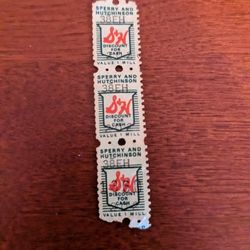 SPERRY AND
HUTCHINSON
38EH
S&H
DISCOUNT
FOR
CASH
VALUE 1 MILL
SPERRY AND
HUTCHINSON
38EH
S&H
DISCOUNT
FOR
CASH
VALUE 1 MILL
SPERRY AND
HUTCHINSON
38EH
S&H
DISCOUNT
FOR
CASH
VALUE 1 MILL